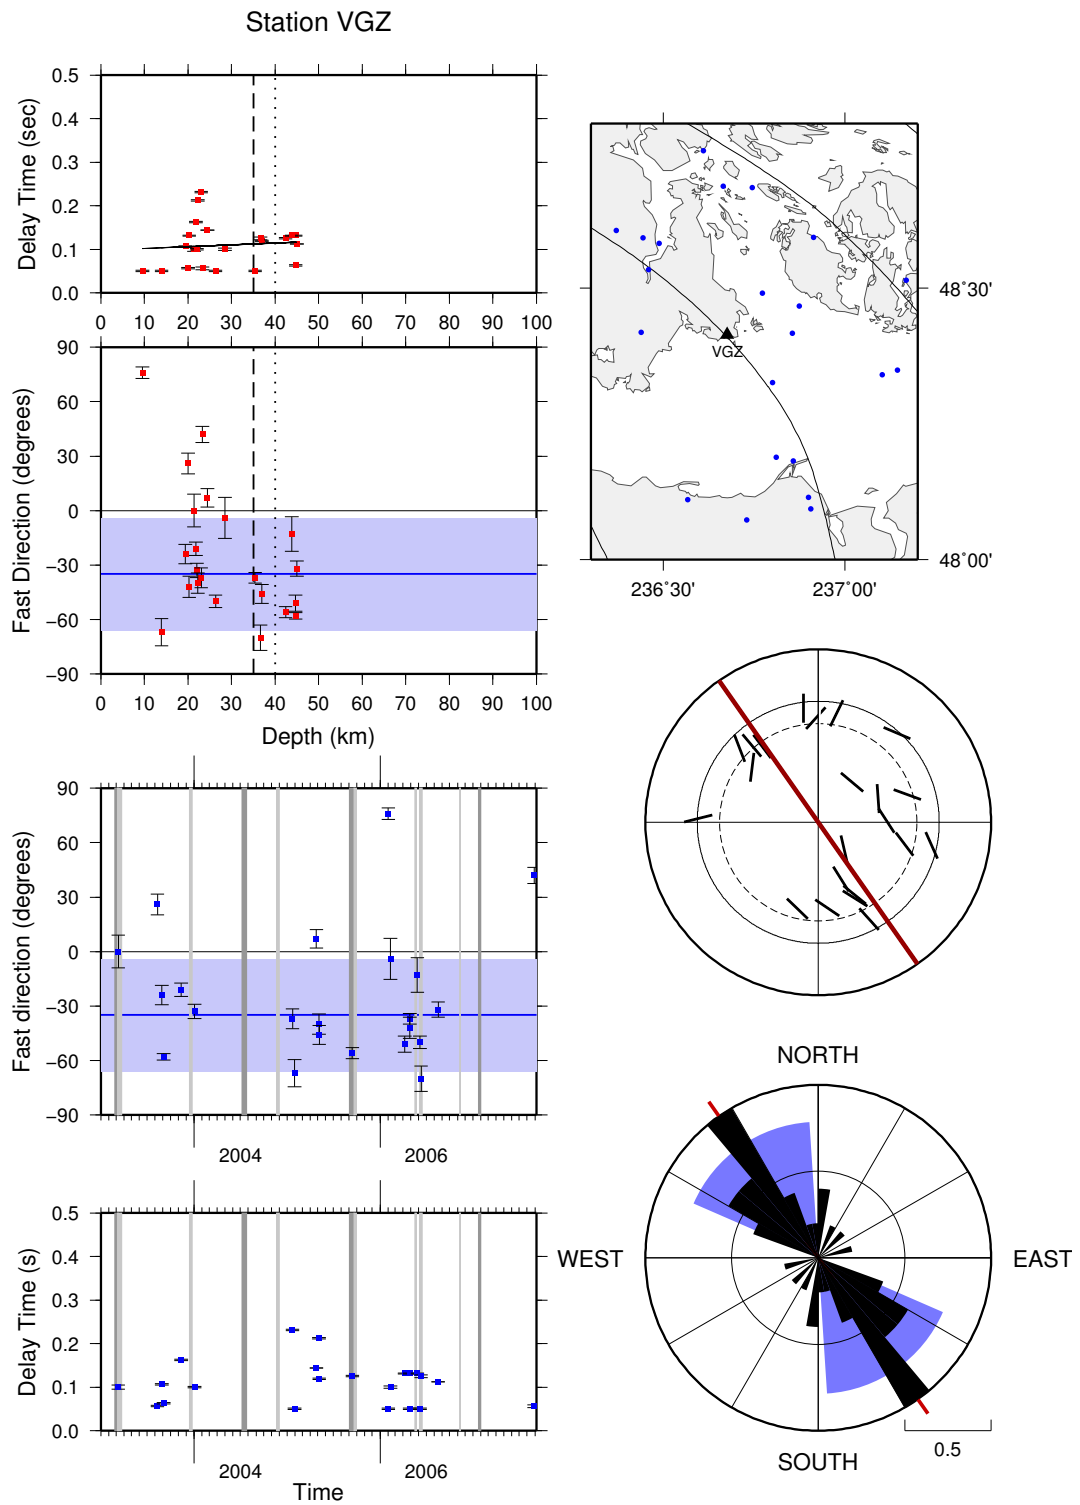 Station VGZ
0.5
0.4
0.3
0.2
0.1
0.0
Delay Time (sec)
0 10 20 30 40 50 60 70 80 90 100
90
60
30
0
−30
−60
−90
Fast Direction (degrees)
0 10 20 30 40 50 60 70 80 90 100
Depth (km)
VGZ
48˚30'
48˚00'
236˚30' 237˚00'
90
60
30
0
−30
−60
−90
Fast direction (degrees)
2004 2006
0.5
0.4
0.3
0.2
0.1
0.0
Delay Time (s)
2004 2006
Time
NORTH
WEST EAST
SOUTH
0.5